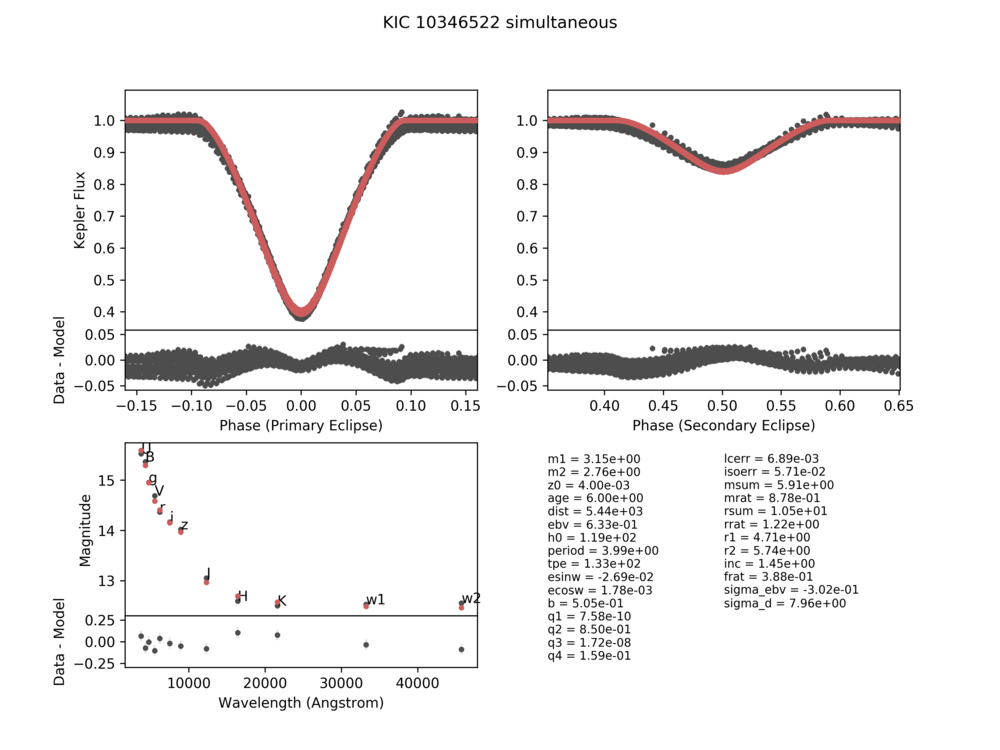 KIC 10346522 simultaneous
Kepler Flux
1.0
0.9
0.8
0.7
0.6
0.5
0.4
0.05
0.00
−0.05
Data - Model
−0.15 −0.10 −0.05 0.00 0.05 0.10 0.15
Phase (Primary Eclipse)
1.0
0.9
0.8
0.7
0.6
0.5
0.4
0.05
0.00
−0.05
0.40 0.45 0.50 0.55 0.60 0.65
Phase (Secondary Eclipse)
Magnitude
15
14
13
U
B
g
V
r
i
z
J
H
K
w1
w2
0.25
0.00
−0.25
Data - Model
10000 20000 30000 40000
Wavelength (Angstrom)
m1 = 3.15e+00
m2 = 2.76e+00
z0 = 4.00e-03
age = 6.00e+00
dist = 5.44e+03
ebv = 6.33e-01
h0 = 1.19e+02
period = 3.99e+00
tpe = 1.33e+02
esinw = -2.69e-02
ecosw = 1.78e-03
b = 5.05e-01
q1 = 7.58e-10
q2 = 8.50e-01
q3 = 1.72e-08
q4 = 1.59e-01
lcerr = 6.89e-03
isoerr = 5.71e-02
msum = 5.91e+00
mrat = 8.78e-01
rsum = 1.05e+01
rrat = 1.22e+00
r1 = 4.71e+00
r2 = 5.74e+00
inc = 1.45e+00
frat = 3.88e-01
sigma_ebv = -3.02e-01
sigma_d = 7.96e+00